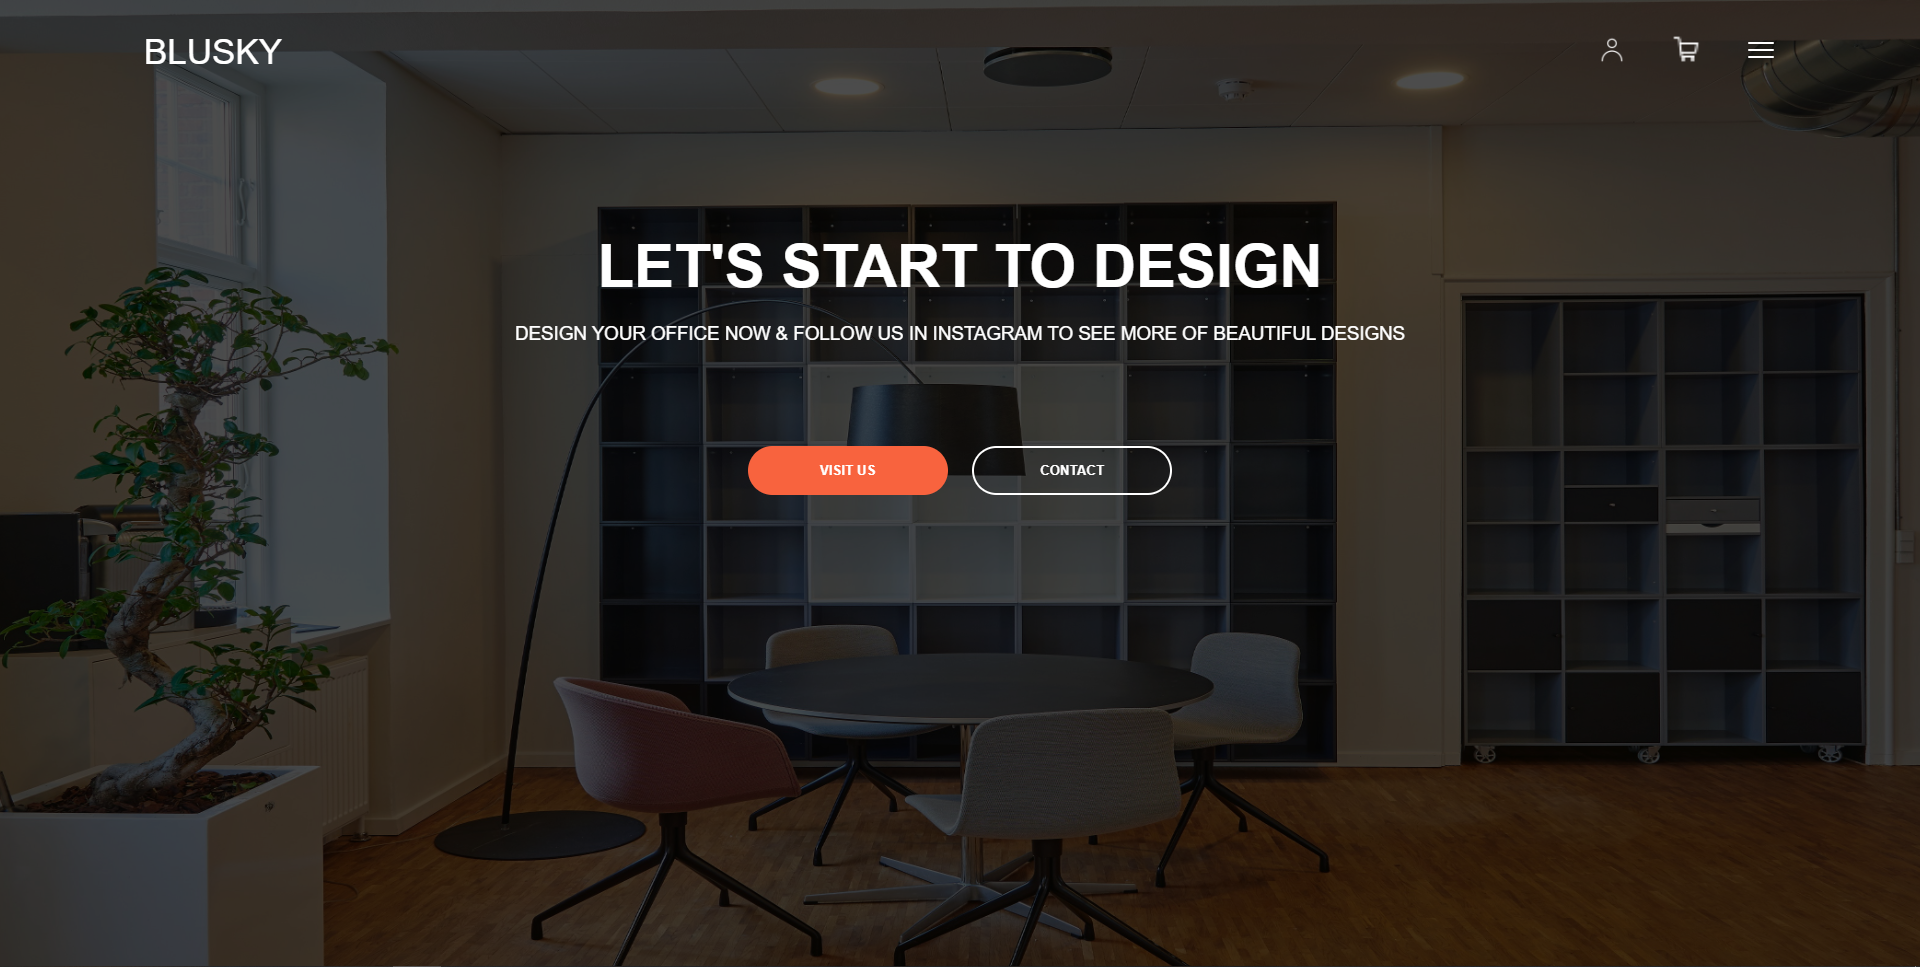 BLUSKY
LET'S START TO DESIGN
DESIGN YOUR OFFICE NOW & FOLLOW US IN INSTAGRAM TO SEE MORE OF BEAUTIFUL DESIGNS
VISIT US
CONTACT